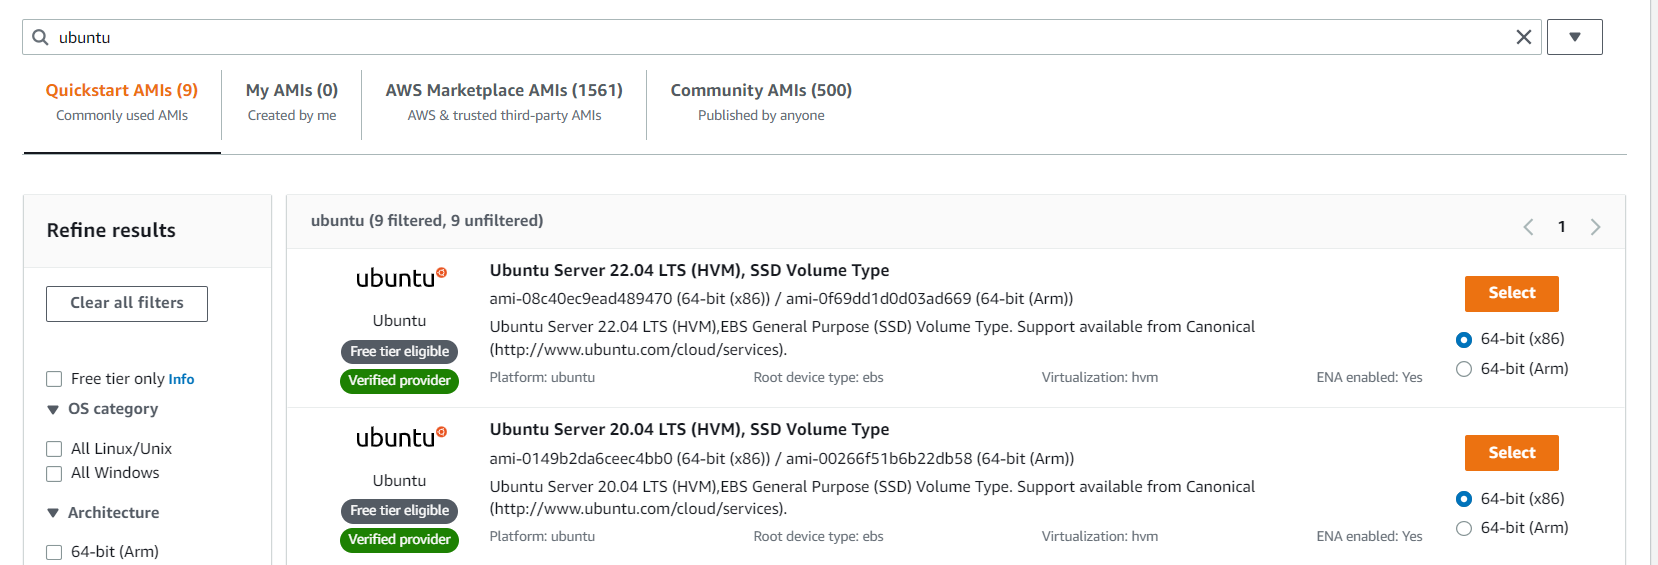 ubuntu
Quickstart AMIs (9)
Commonly used AMIs
My AMIs (0)
Created by me
AWS Marketplace AMIs (1561)
AWS & trusted third-party AMIs
Community AMIs (500)
Published by anyone
Refine results
Clear all filters
Free tier only Info
OS category
All Linux/Unix
All Windows
Architecture
64-bit (Arm)
ubuntu (9 filtered, 9 unfiltered)
1
ubuntu
Ubuntu
Free tier eligible
Verified provider
Ubuntu Server 22.04 LTS (HVM), SSD Volume Type
ami-08c40ec9ead489470 (64-bit (x86)) / ami-0f69dd1d0d03ad669 (64-bit (Arm))
Ubuntu Server 22.04 LTS (HVM),EBS General Purpose (SSD) Volume Type. Support available from Canonical
(http://www.ubuntu.com/cloud/services).
Platform: ubuntu Root device type: ebs Virtualization: hvm ENA enabled: Yes
Select
64-bit (x86)
64-bit (Arm)
ubuntu
Ubuntu
Free tier eligible
Verified provider
Ubuntu Server 20.04 LTS (HVM), SSD Volume Type
ami-0149b2da6ceec4bb0 (64-bit (x86)) / ami-00266f51b6b22db58 (64-bit (Arm))
Ubuntu Server 20.04 LTS (HVM),EBS General Purpose (SSD) Volume Type. Support available from Canonical
(http://www.ubuntu.com/cloud/services).
Platform: ubuntu Root device type: ebs Virtualization: hvm ENA enabled: Yes
Select
64-bit (x86)
64-bit (Arm)